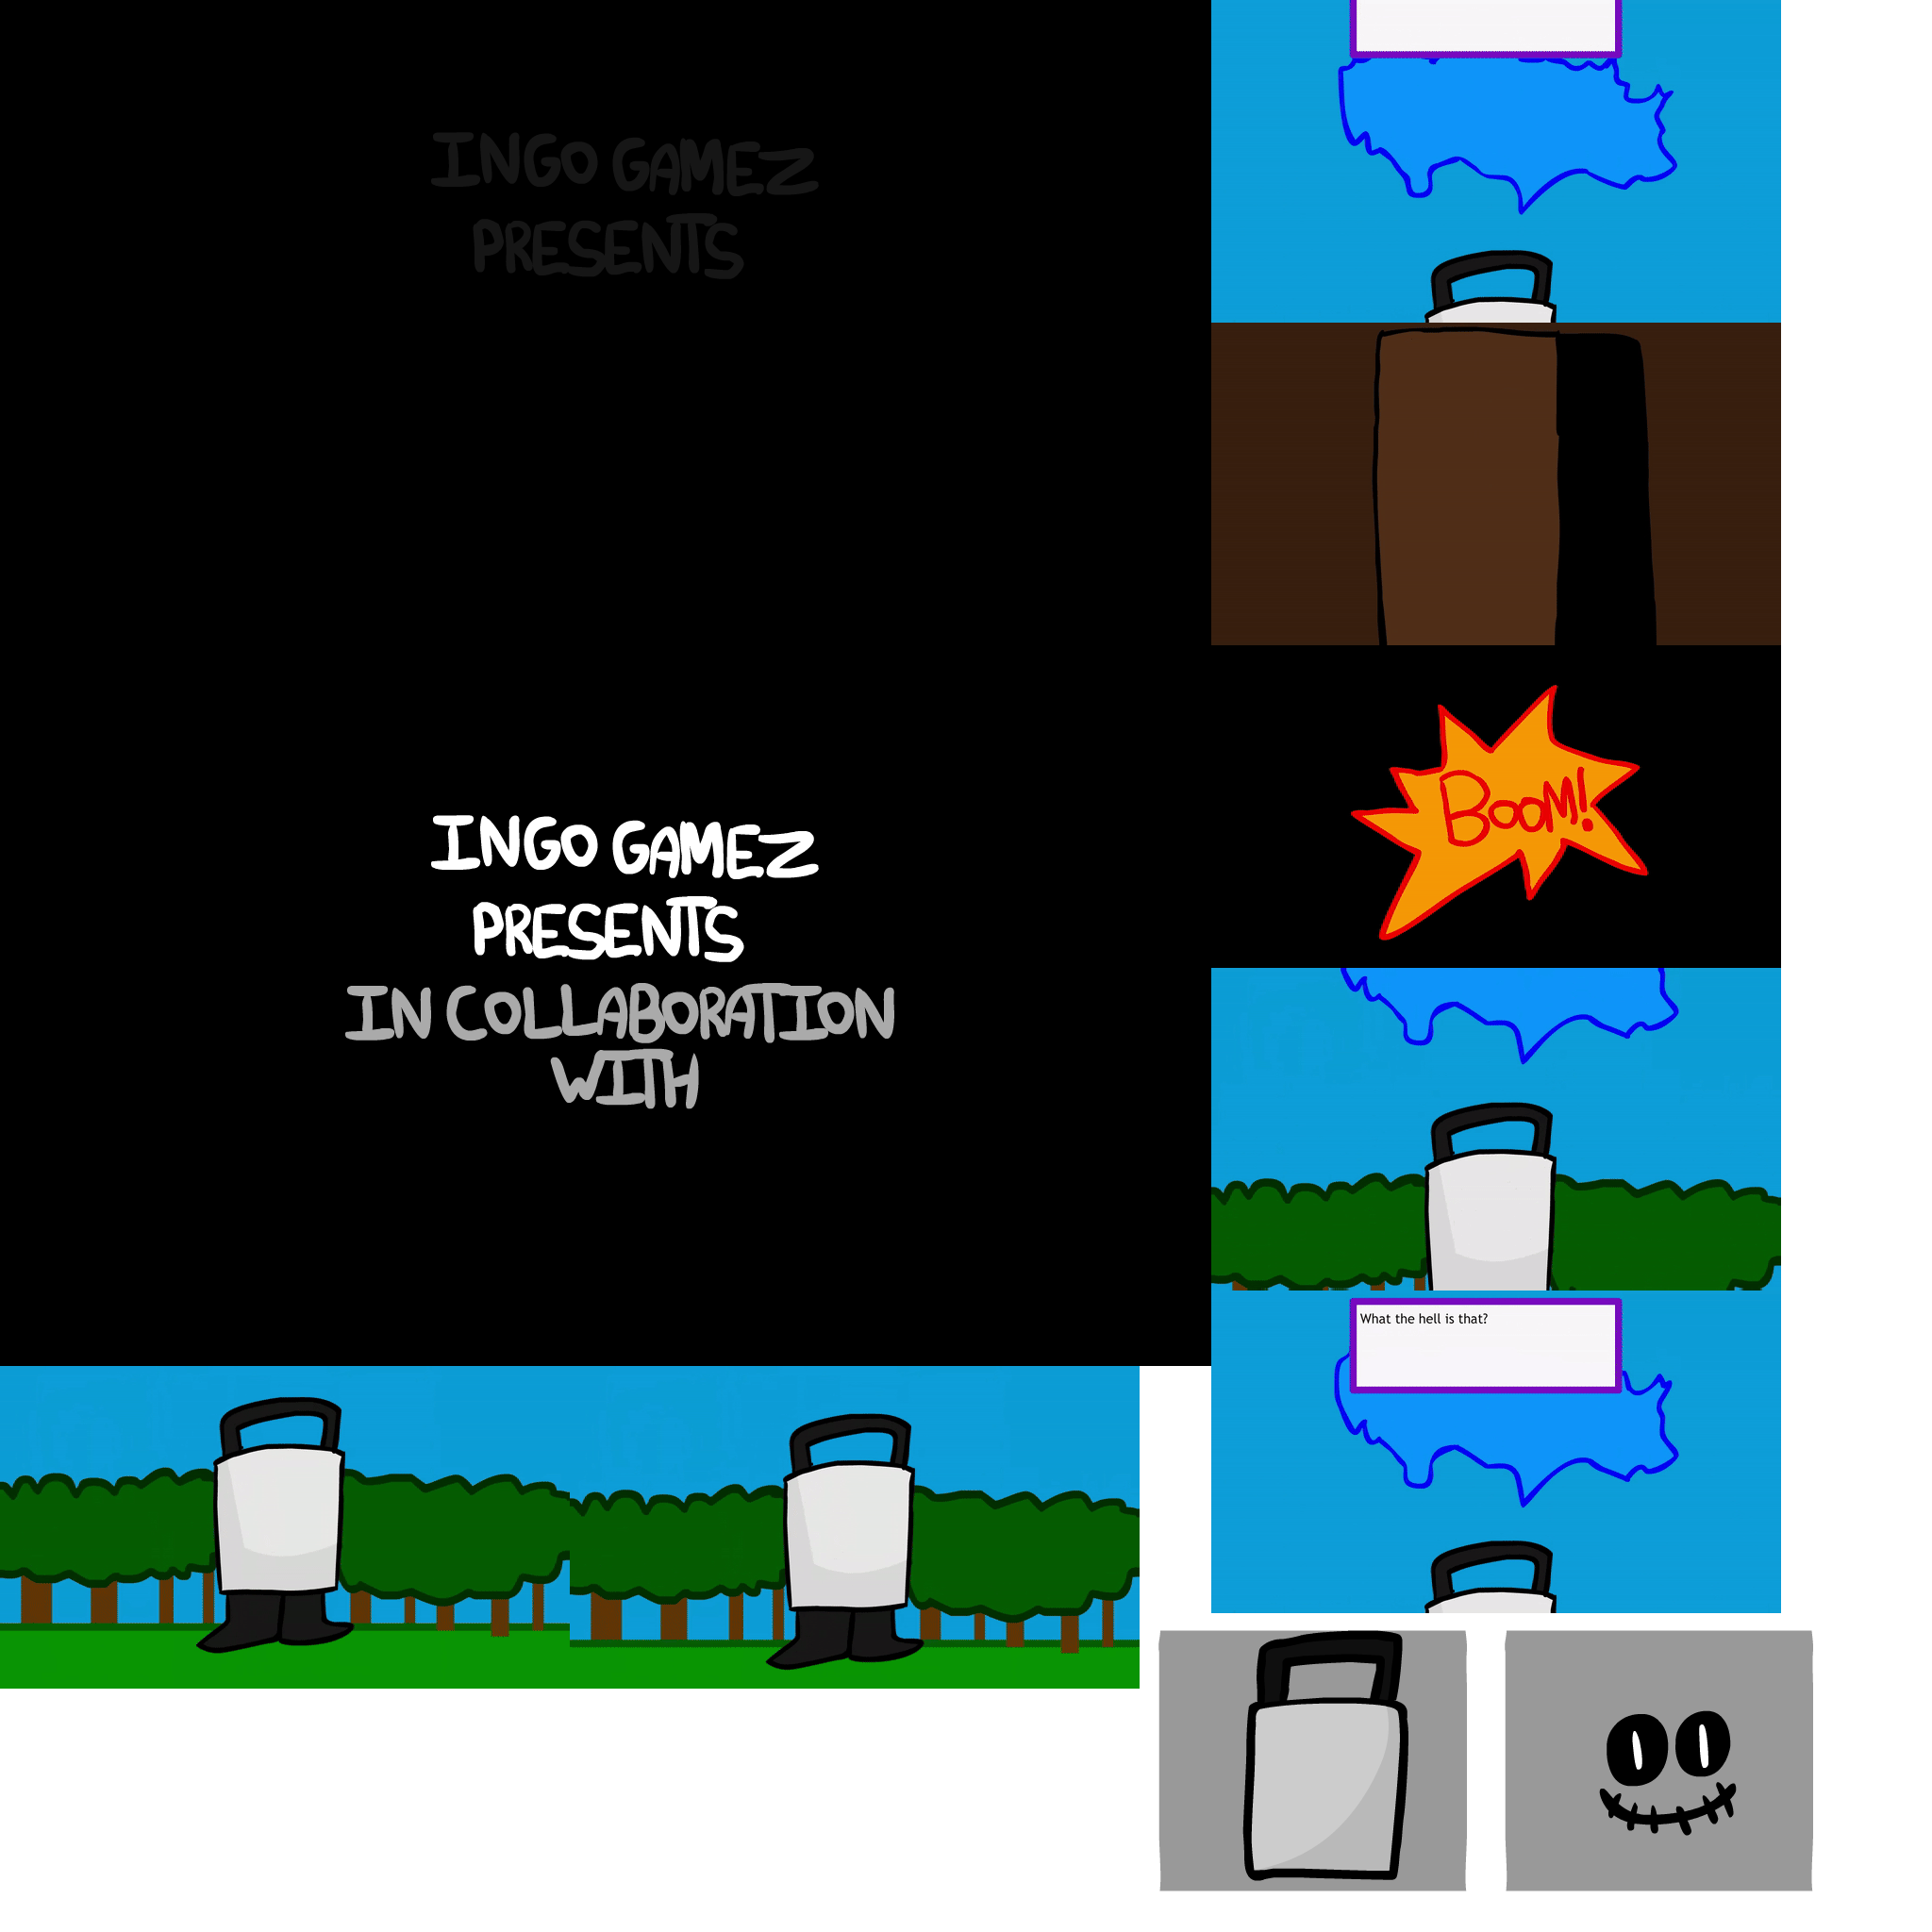 INGO GAMEZ
PRESENTS
INGO GAMEZ
PRESENTS
IN COLLABORATION
WITH
BOOM!
What the hell is that?